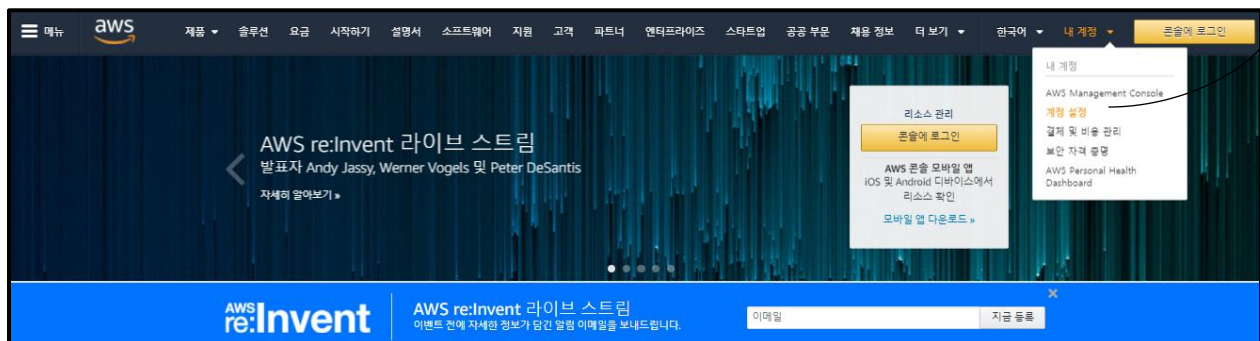 메뉴 aws 제품 솔루션 요금 시작하기 설명서 소프트웨어 지원 고객 파트너 엔터프라이즈 스타트업 공공 부문 채용 정보 더 보기 한국어 내 계정 콘솔에 로그인
내 계정
AWS Management Console
계정 설정
결제 및 비용 관리
보안 자격 증명
AWS Personal Health
Dashboard
AWS re:Invent 라이브 스트림
발표자 Andy Jassy, Werner Vogels 및 Peter DeSantis
자세히 알아보기 »
리소스 관리
콘솔에 로그인
AWS 콘솔 모바일 앱
iOS 및 Android 디바이스에서
리소스 확인
모바일 앱 다운로드 »
AWS
re:Invent
AWS re:Invent 라이브 스트림
이벤트 전에 자세한 정보가 담긴 알림 이메일을 보내드립니다.
이메일
지금 등록